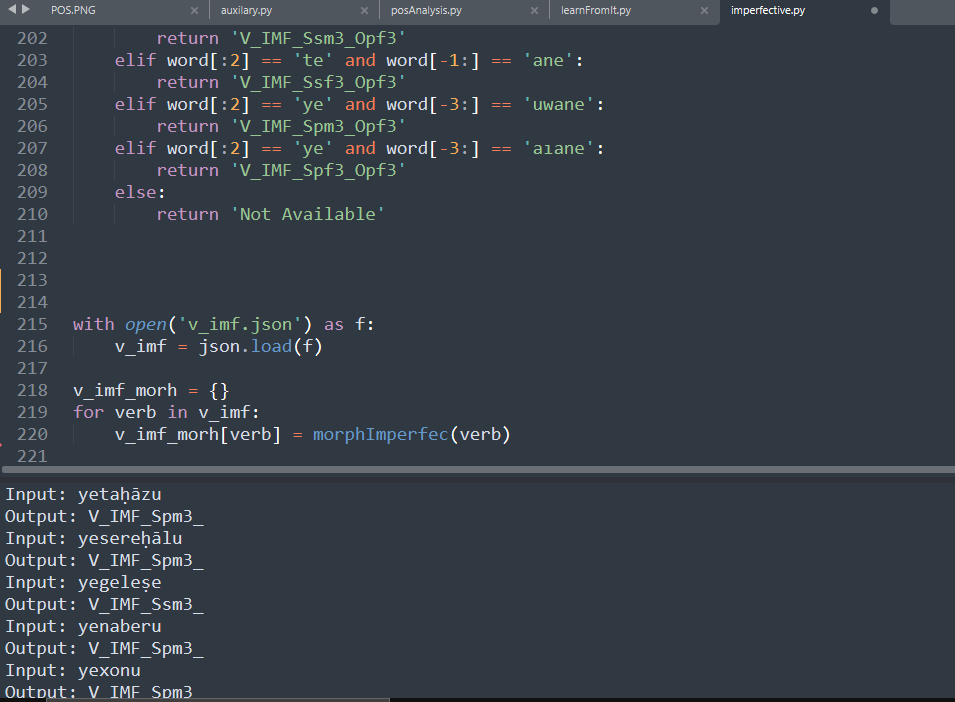 POS.PNG × auxilary.py × posAnalysis.py × learnFromIt.py × imperfective.py
202 return 'V_IMF_Ssm3_Opf3'
203 elif word[:2] == 'te' and word[-1:] == 'ane':
204 return 'V_IMF_Ssf3_Opf3'
205 elif word[:2] == 'ye' and word[-3:] == 'uwane':
206 return 'V_IMF_Spm3_Opf3'
207 elif word[:2] == 'ye' and word[-3:] == 'aɪane':
208 return 'V_IMF_Spf3_Opf3'
209 else:
210 return 'Not Available'
211
212
213
214
215 with open('v_imf.json') as f:
216 v_imf = json.load(f)
217
218 v_imf_morh = {}
219 for verb in v_imf:
220 v_imf_morh[verb] = morphImperfec(verb)
221
Input: yetaḥāzu
Output: V_IMF_Spm3_
Input: yesereḥālu
Output: V_IMF_Spm3_
Input: yegeleṣe
Output: V_IMF_Ssm3_
Input: yenaberu
Output: V_IMF_Spm3_
Input: yexonu
Output: V_IMF_Spm3_